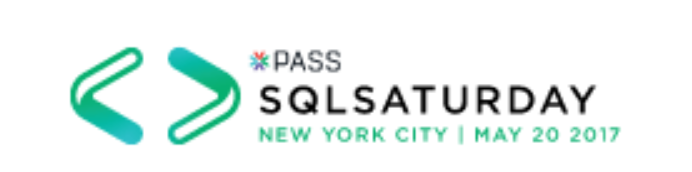 PASS
SQLSATURDAY
NEW YORK CITY | MAY 20 2017